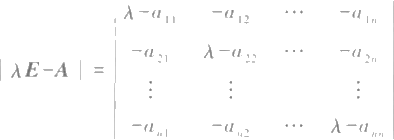 | λE-A | = | λ-a₁₁ -a₁₂ ⋯ -a₁ₙ |
| -a₂₁ λ-a₂₂ ⋯ -a₂ₙ |
| ⋮ ⋮ ⋮ |
| -aₙ₁ -aₙ₂ ⋯ λ-aₙₙ |